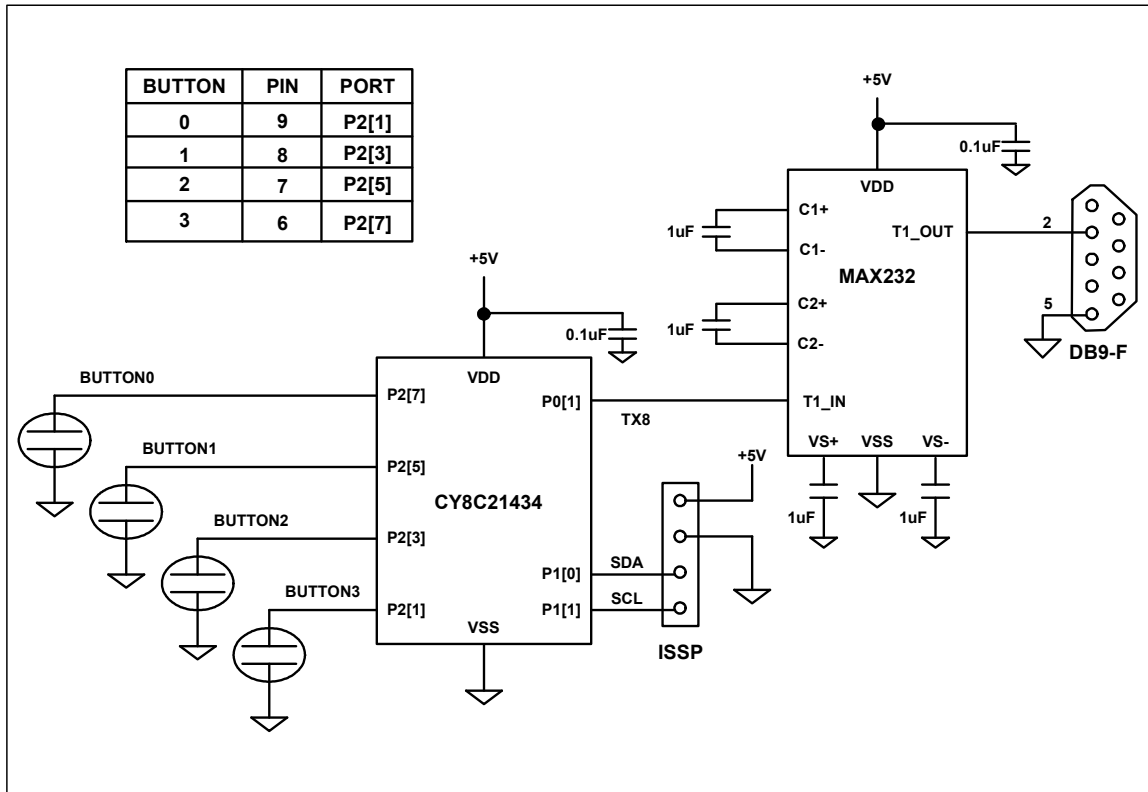 BUTTON PIN PORT
0 9 P2[1]
1 8 P2[3]
2 7 P2[5]
3 6 P2[7]
+5V
0.1uF
VDD
C1+
1uF
C1-
T1_OUT
2
MAX232
C2+
1uF
C2-
5
DB9-F
T1_IN
VS+ VSS VS-
1uF
1uF
+5V
0.1uF
VDD
BUTTON0
P2[7]
P0[1]
TX8
BUTTON1
P2[5]
CY8C21434
BUTTON2
P2[3]
BUTTON3
P2[1]
P1[0]
SDA
P1[1]
SCL
VSS
+5V
ISSP